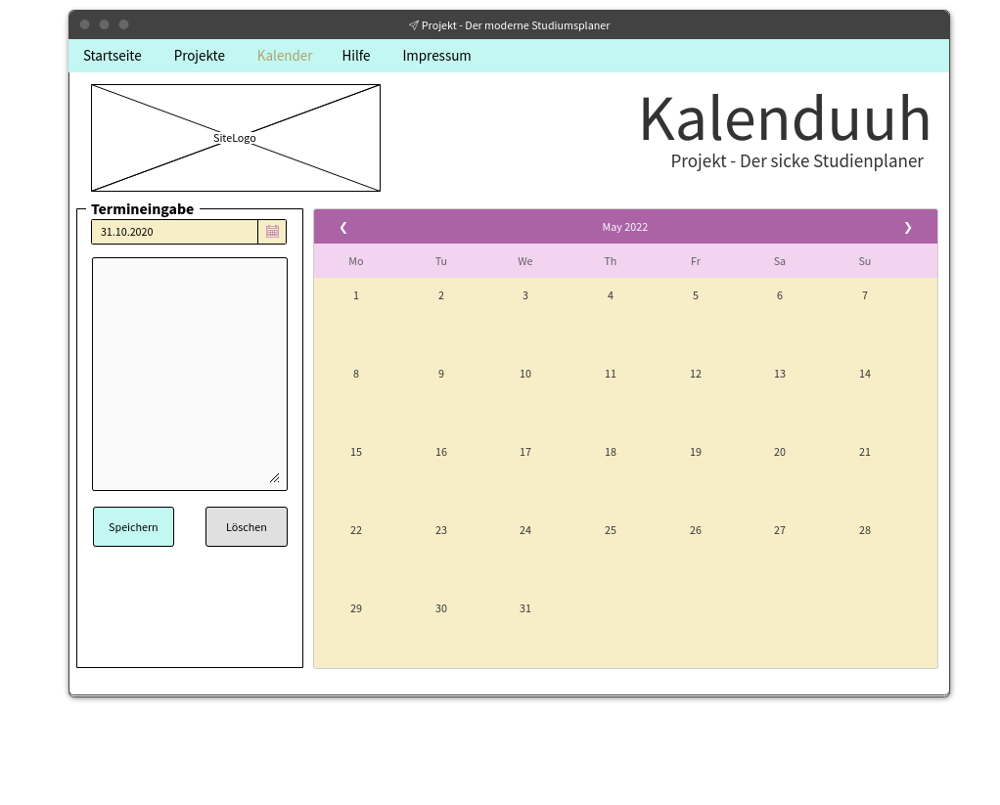 Projekt - Der moderne Studiumsplaner
Startseite Projekte Kalender Hilfe Impressum
SiteLogo
Kalenduuh
Projekt - Der sicke Studienplaner
Termineingabe
31.10.2020
Speichern Löschen
❮ May 2022 ❯
Mo Tu We Th Fr Sa Su
1 2 3 4 5 6 7
8 9 10 11 12 13 14
15 16 17 18 19 20 21
22 23 24 25 26 27 28
29 30 31